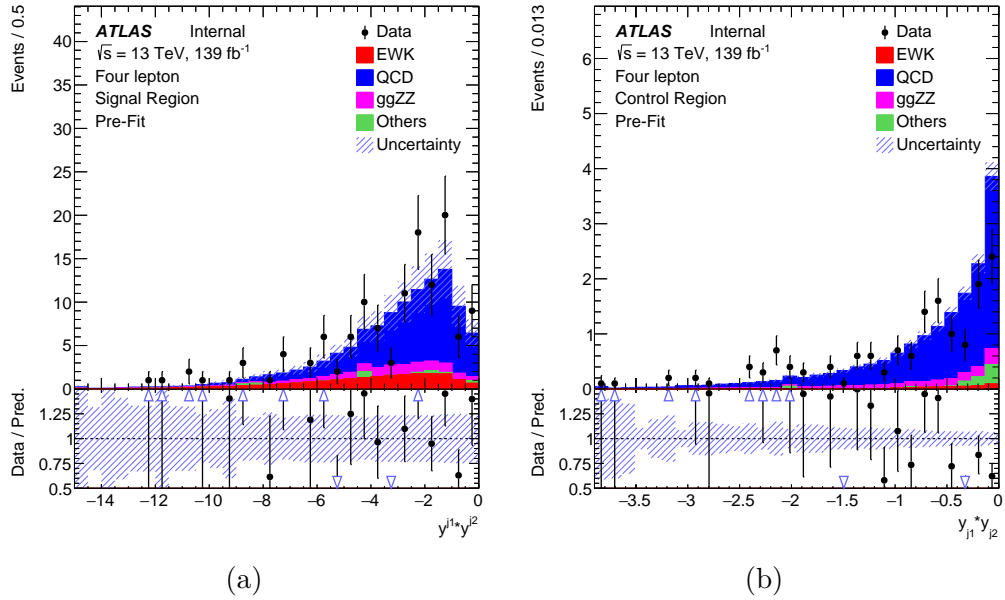 Events / 0.5
40
35
30
25
20
15
10
5
0
ATLAS Internal
√s = 13 TeV, 139 fb-1
Four lepton
Signal Region
Pre-Fit
Data
EWK
QCD
ggZZ
Others
Uncertainty
Data / Pred.
1.25
1
0.75
0.5
−14 −12 −10 −8 −6 −4 −2 0
y^j1*y^j2
(a)
Events / 0.013
6
5
4
3
2
1
0
ATLAS Internal
√s = 13 TeV, 139 fb-1
Four lepton
Control Region
Pre-Fit
Data
EWK
QCD
ggZZ
Others
Uncertainty
Data / Pred.
1.25
1
0.75
0.5
−3.5 −3 −2.5 −2 −1.5 −1 −0.5 0
y_j1*y_j2
(b)